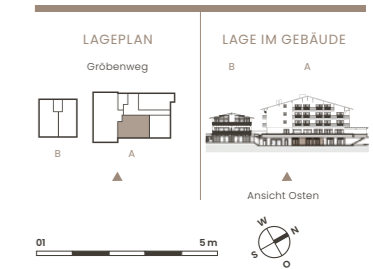 LAGEPLAN
Gröbenweg
B
A
LAGE IM GEBÄUDE
B A
Ansicht Osten
01 5 m
W
N
S
O